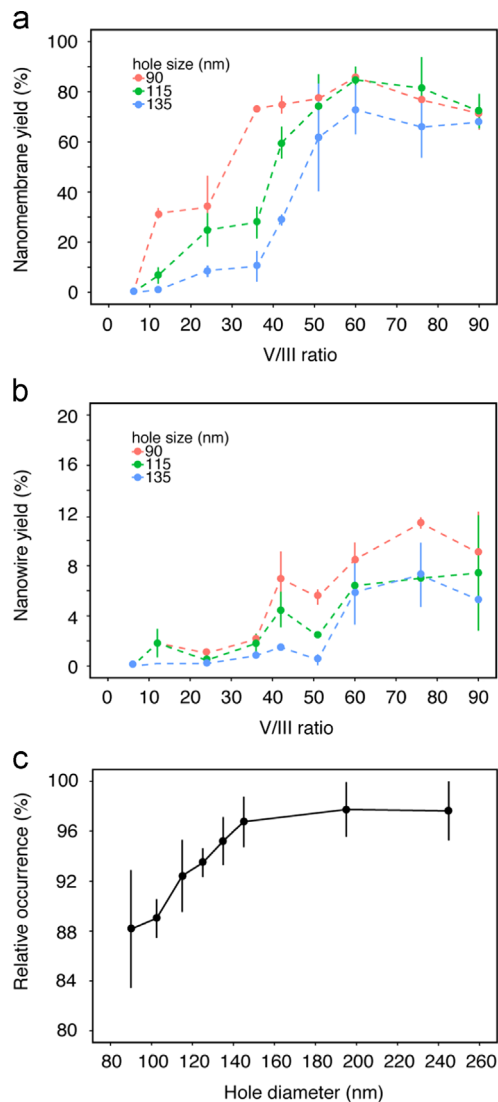 a
Nanomembrane yield (%)
100
80
60
40
20
0
hole size (nm)
90
115
135
0 10 20 30 40 50 60 70 80 90
V/III ratio
b
Nanowire yield (%)
20
16
12
8
4
0
hole size (nm)
90
115
135
0 10 20 30 40 50 60 70 80 90
V/III ratio
c
Relative occurrence (%)
100
96
92
88
84
80
80 100 120 140 160 180 200 220 240 260
Hole diameter (nm)